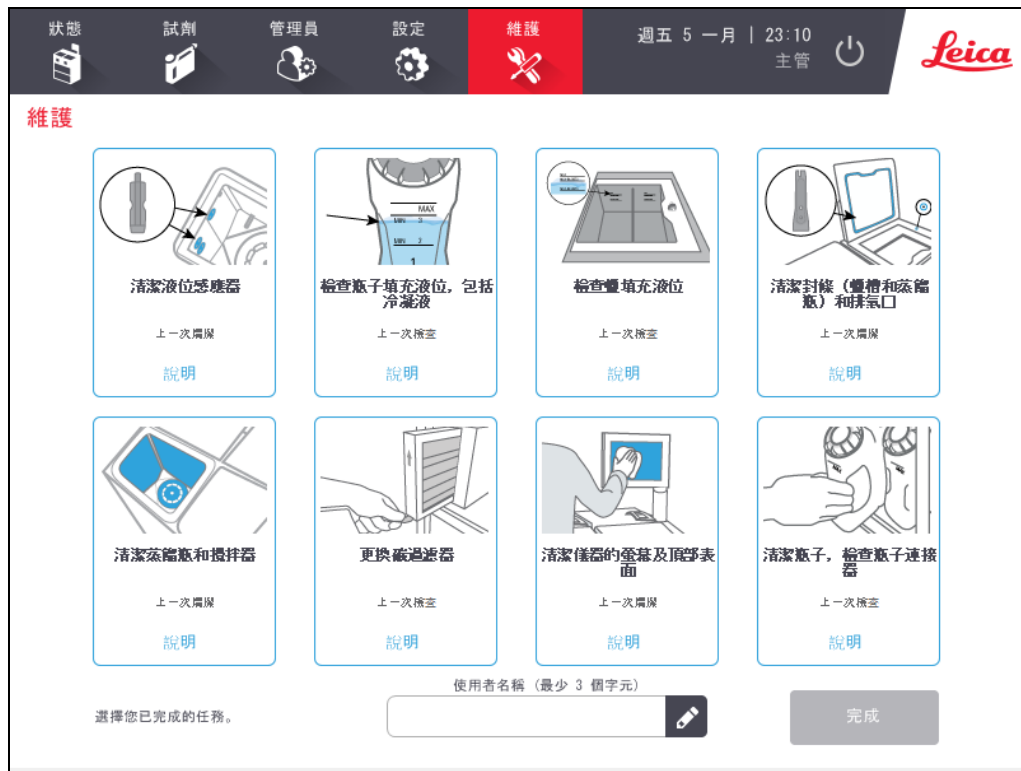 狀態 試劑 管理員 設定 維護 週五 5 一月 | 23:10
主管
Leica
維護
MAX
MIN 3
MIN 2
1
清潔液位感應器
上一次清潔
說明
檢查瓶子填充液位，包括
冷凝液
上一次檢查
說明
檢查蠟填充液位
上一次檢查
說明
清潔封條（蠟槽和蒸餾
瓶）和排氣口
上一次清潔
說明
清潔蒸餾瓶和攪拌器
上一次清潔
說明
更換碳過濾器
上一次檢查
說明
清潔儀器的螢幕及頂部表
面
上一次清潔
說明
清潔瓶子，檢查瓶子連接
器
上一次檢查
說明
使用者名稱（最少 3 個字元）
選擇您已完成的任務。
完成